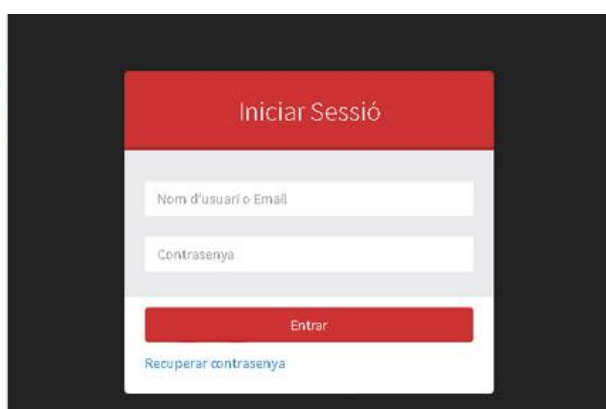 Iniciar Sessió
Nom d'usuari o Email
Contrasenya
Entrar
Recuperar contrasenya